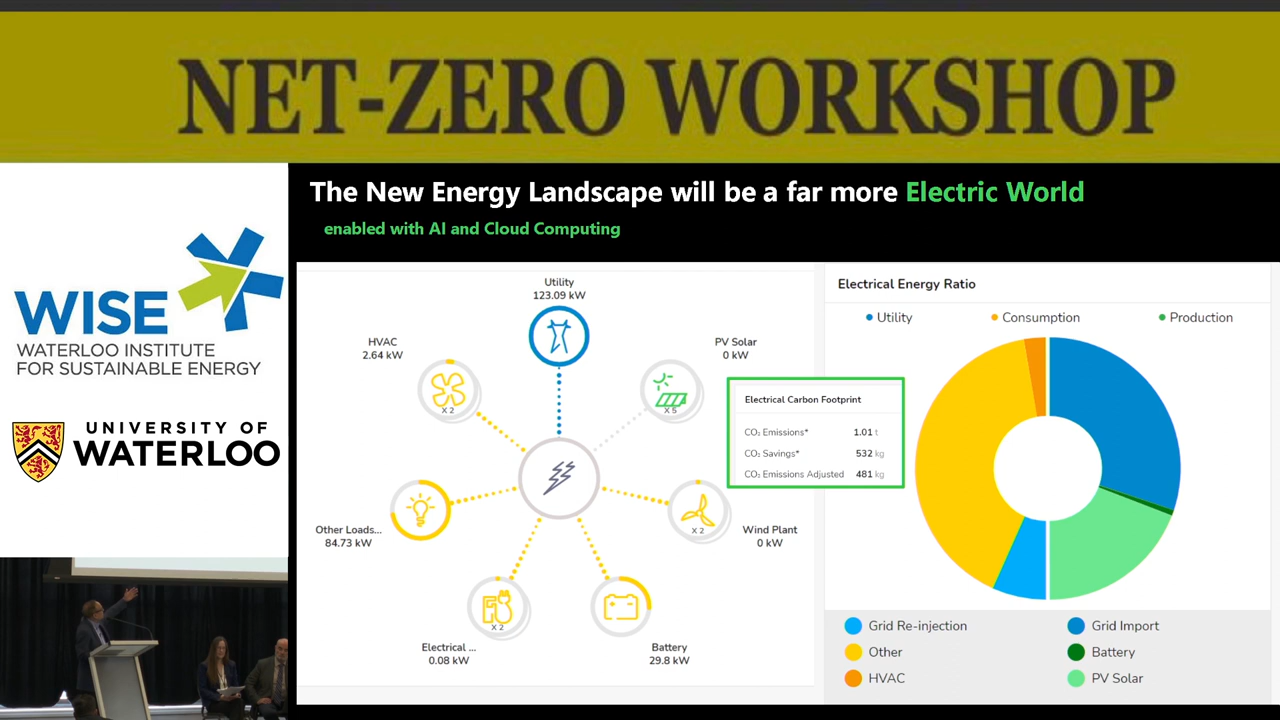 NET-ZERO WORKSHOP
WISE
WATERLOO INSTITUTE
FOR SUSTAINABLE ENERGY
UNIVERSITY OF
WATERLOO
The New Energy Landscape will be a far more Electric World
enabled with AI and Cloud Computing
Utility
123.09 kW
HVAC
2.64 kW
X 2
PV Solar
0 kW
X 5
Other Loads...
84.73 kW
Wind Plant
0 kW
X 2
Electrical ...
0.08 kW
X 2
Battery
29.8 kW
Electrical Carbon Footprint
CO₂ Emissions* 1.01 t
CO₂ Savings* 532 kg
CO₂ Emissions Adjusted 481 kg
Electrical Energy Ratio
Utility Consumption Production
Grid Re-injection Grid Import
Other Battery
HVAC PV Solar